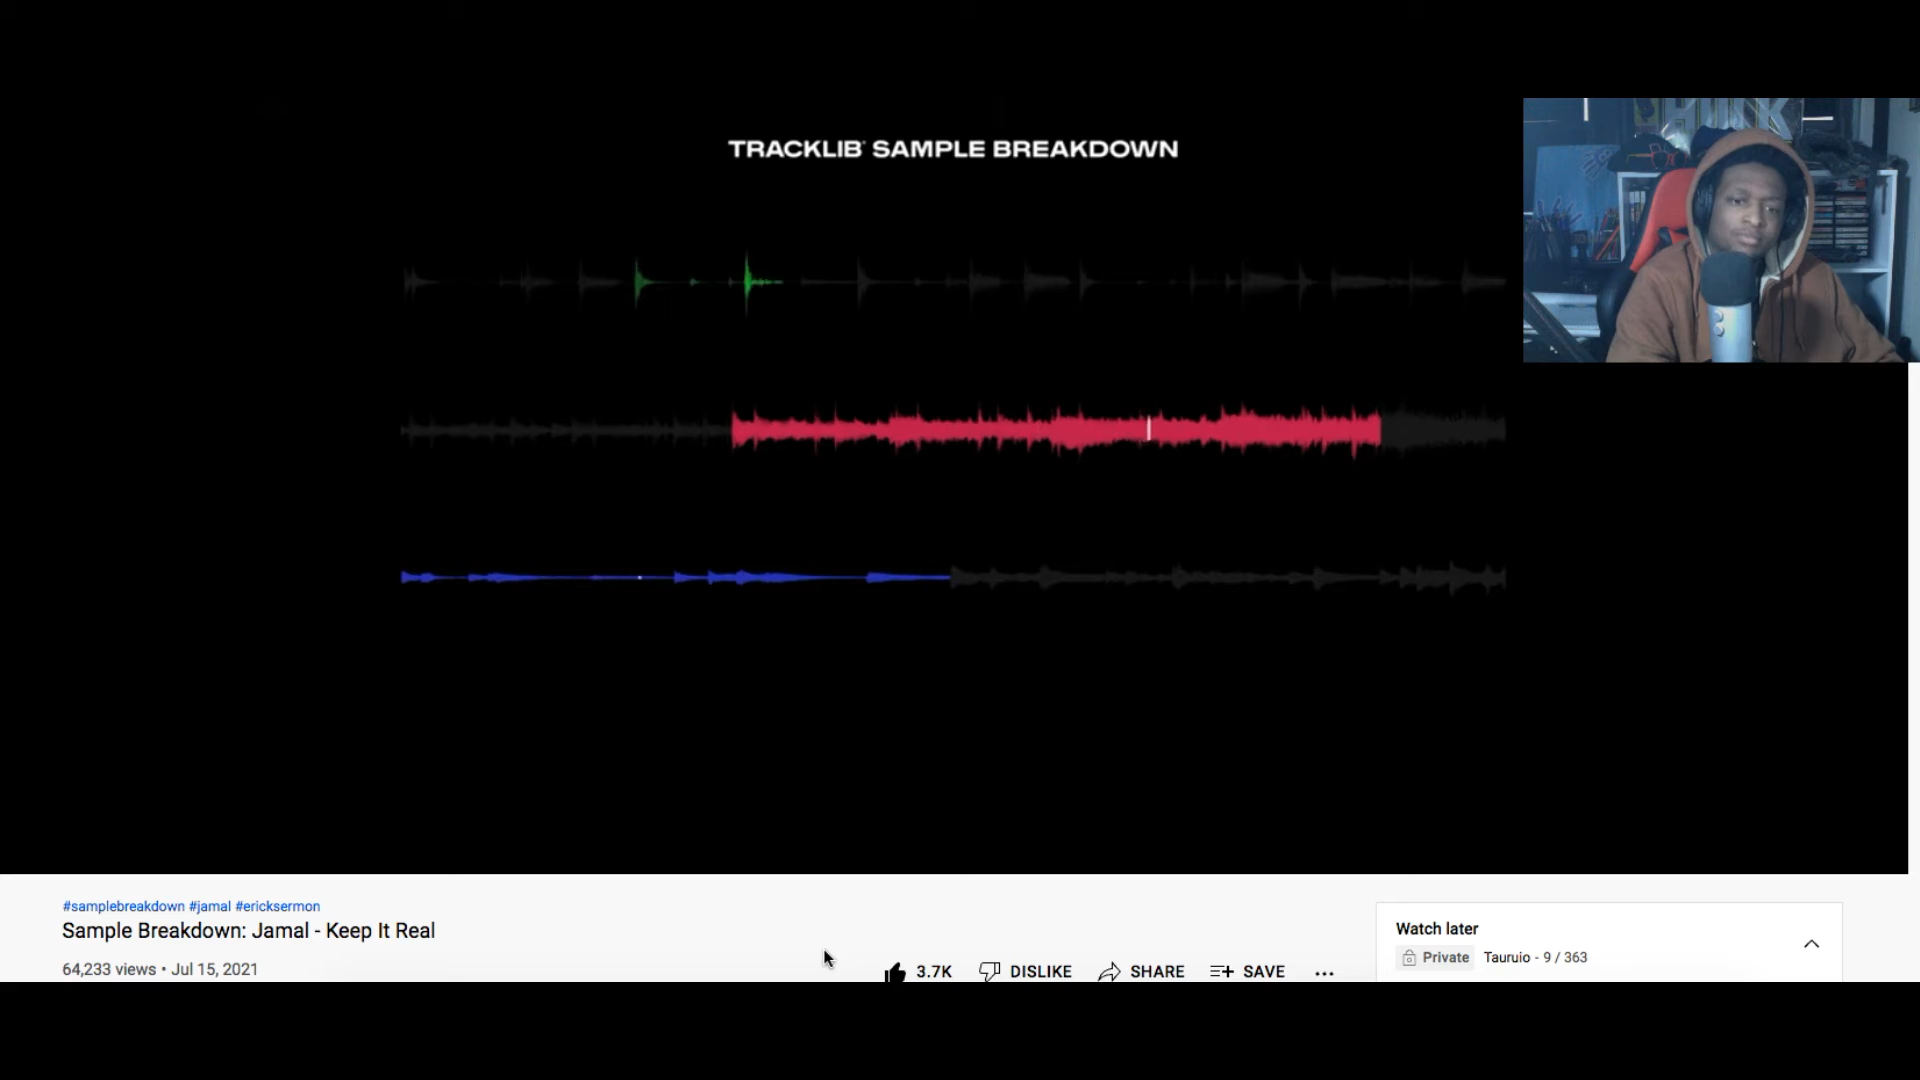 TRACKLIB SAMPLE BREAKDOWN
#samplebreakdown #jamal #ericksermon
Sample Breakdown: Jamal - Keep It Real
64,233 views • Jul 15, 2021
3.7K DISLIKE SHARE SAVE ...
Watch later
Private Tauruio - 9 / 363